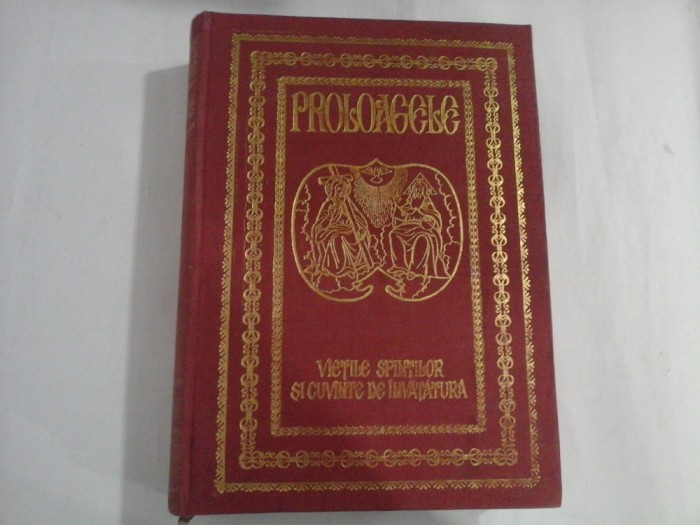 PROLOAGELE
VIEȚILE SFINȚILOR
ȘI CUVINTE DE ÎNVĂȚĂTURĂ